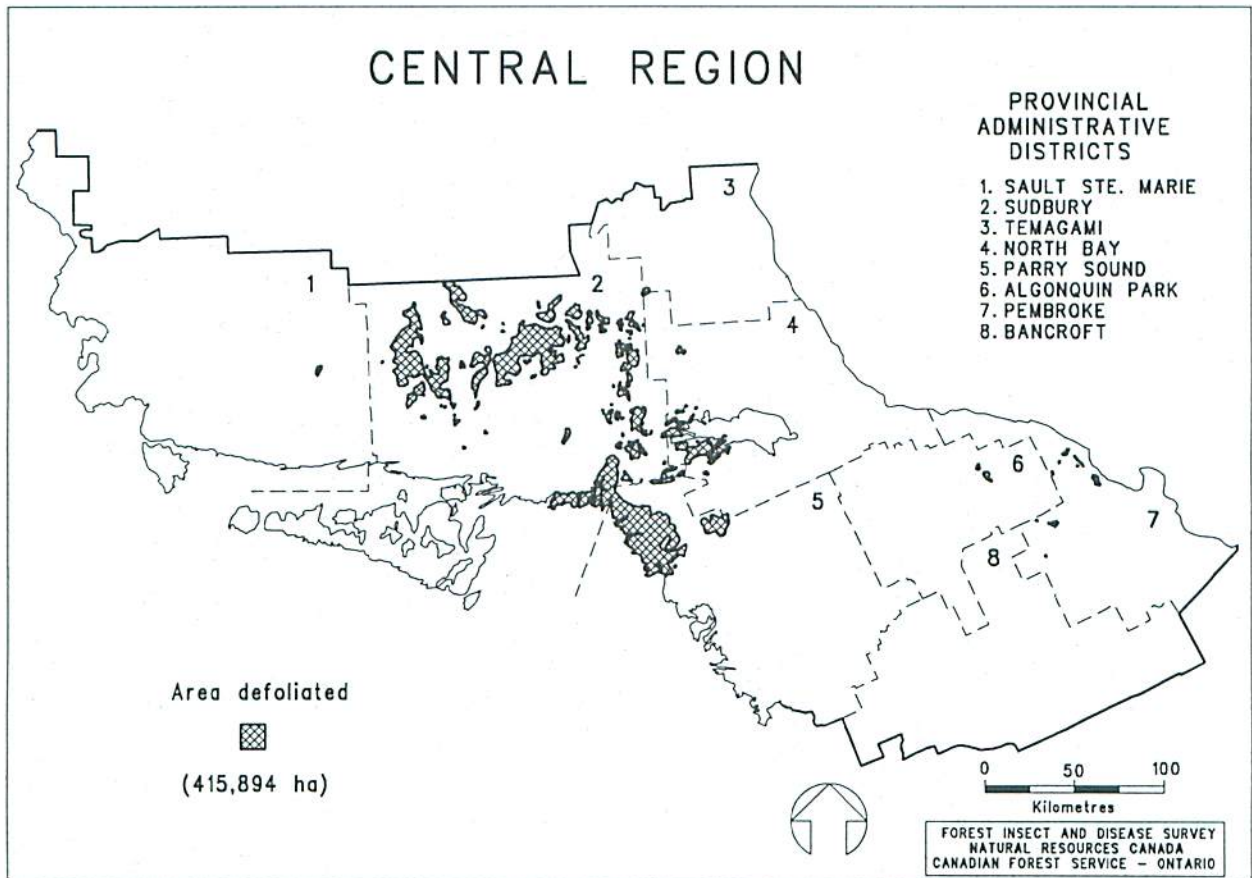 CENTRAL REGION
PROVINCIAL
ADMINISTRATIVE
DISTRICTS
1. SAULT STE. MARIE
2. SUDBURY
3. TEMAGAMI
4. NORTH BAY
5. PARRY SOUND
6. ALGONQUIN PARK
7. PEMBROKE
8. BANCROFT
3
1
2
4
6
5
7
8
Area defoliated
(415,894 ha)
0 50 100
Kilometres
FOREST INSECT AND DISEASE SURVEY
NATURAL RESOURCES CANADA
CANADIAN FOREST SERVICE – ONTARIO